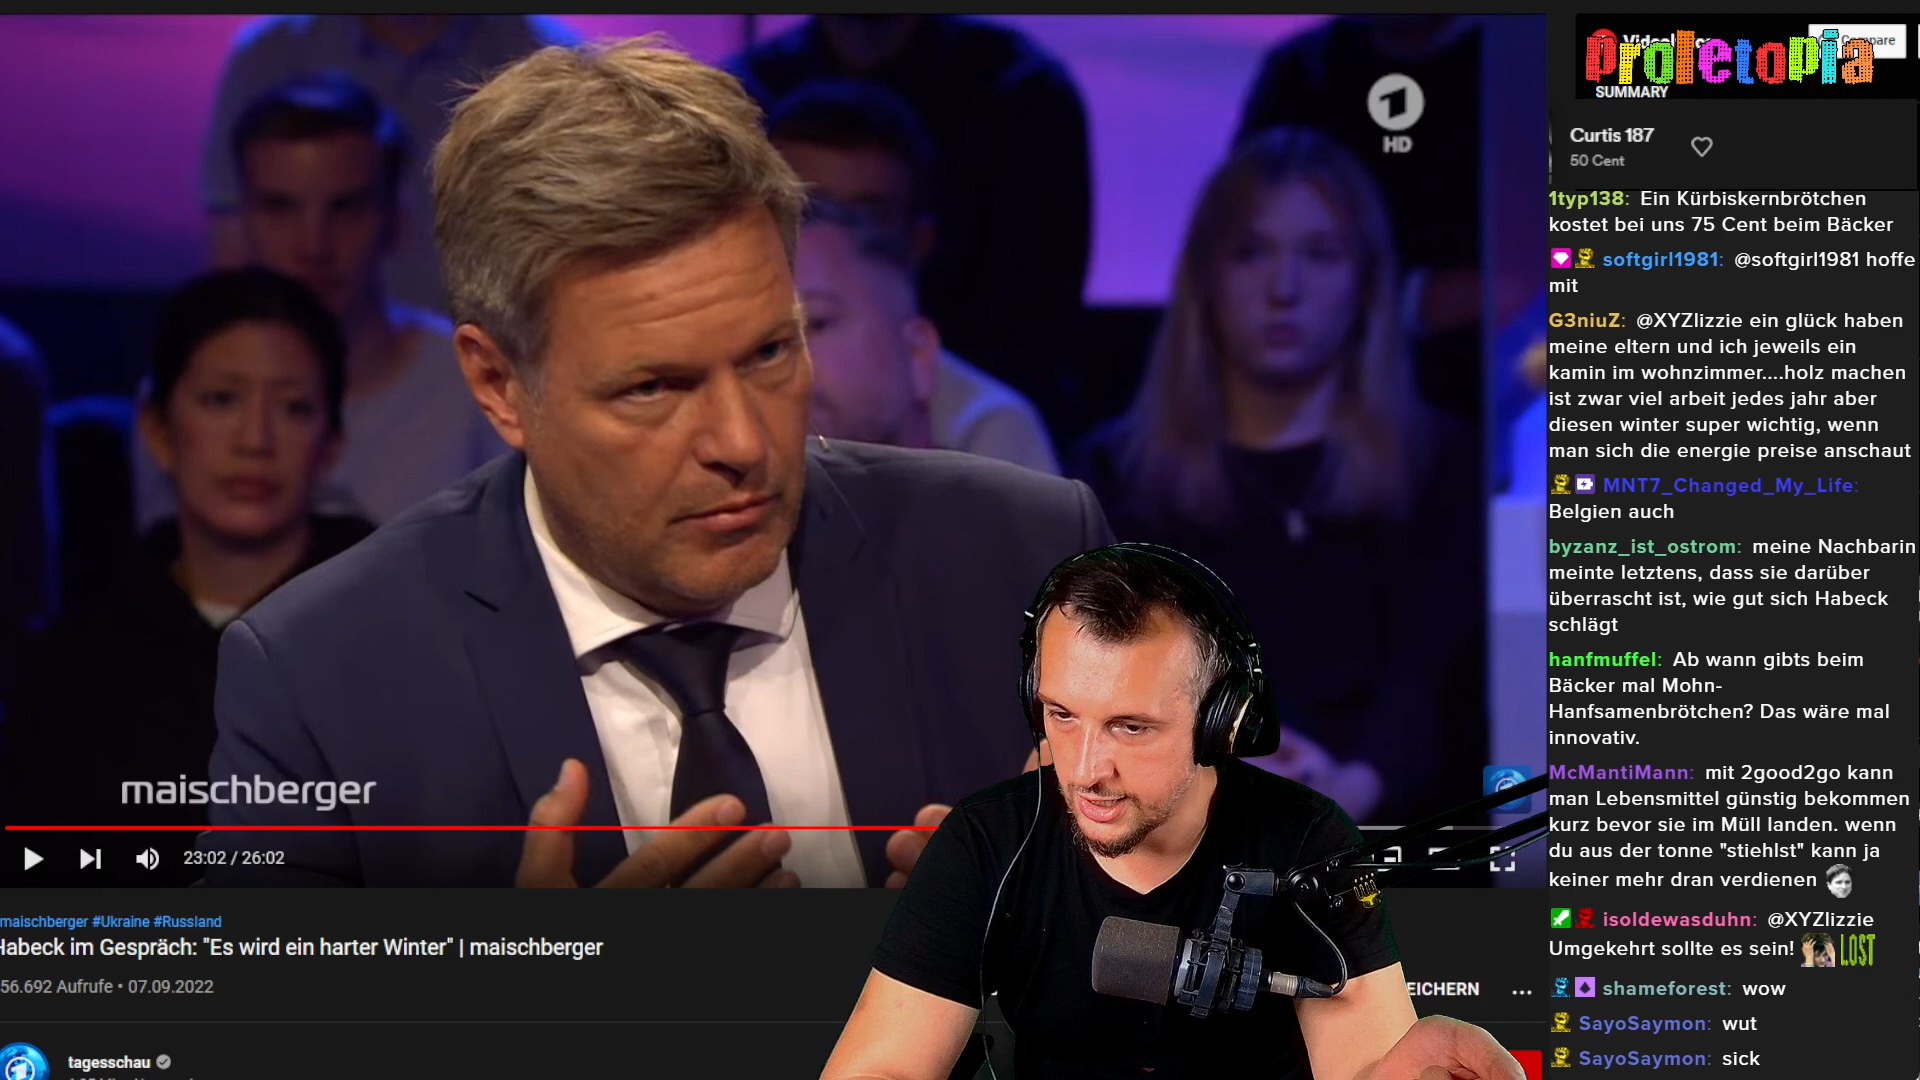 HD
maischberger
23:02 / 26:02
maischberger #Ukraine #Russland
Habeck im Gespräch: "Es wird ein harter Winter" | maischberger
56.692 Aufrufe • 07.09.2022
EICHERN
tagesschau
Proletopia
SUMMARY
Curtis 187
50 Cent
1typ138: Ein Kürbiskernbrötchen
kostet bei uns 75 Cent beim Bäcker
softgirl1981: @softgirl1981 hoffe
mit
G3niuZ: @XYZlizzie ein glück haben
meine eltern und ich jeweils ein
kamin im wohnzimmer....holz machen
ist zwar viel arbeit jedes jahr aber
diesen winter super wichtig, wenn
man sich die energie preise anschaut
MNT7_Changed_My_Life:
Belgien auch
byzanz_ist_ostrom: meine Nachbarin
meinte letztens, dass sie darüber
überrascht ist, wie gut sich Habeck
schlägt
hanfmuffel: Ab wann gibts beim
Bäcker mal Mohn-
Hanfsamenbrötchen? Das wäre mal
innovativ.
McMantiMann: mit 2good2go kann
man Lebensmittel günstig bekommen
kurz bevor sie im Müll landen. wenn
du aus der tonne "stiehlst" kann ja
keiner mehr dran verdienen
isoldewasduhn: @XYZlizzie
Umgekehrt sollte es sein! LOST
shameforest: wow
SayoSaymon: wut
SayoSaymon: sick